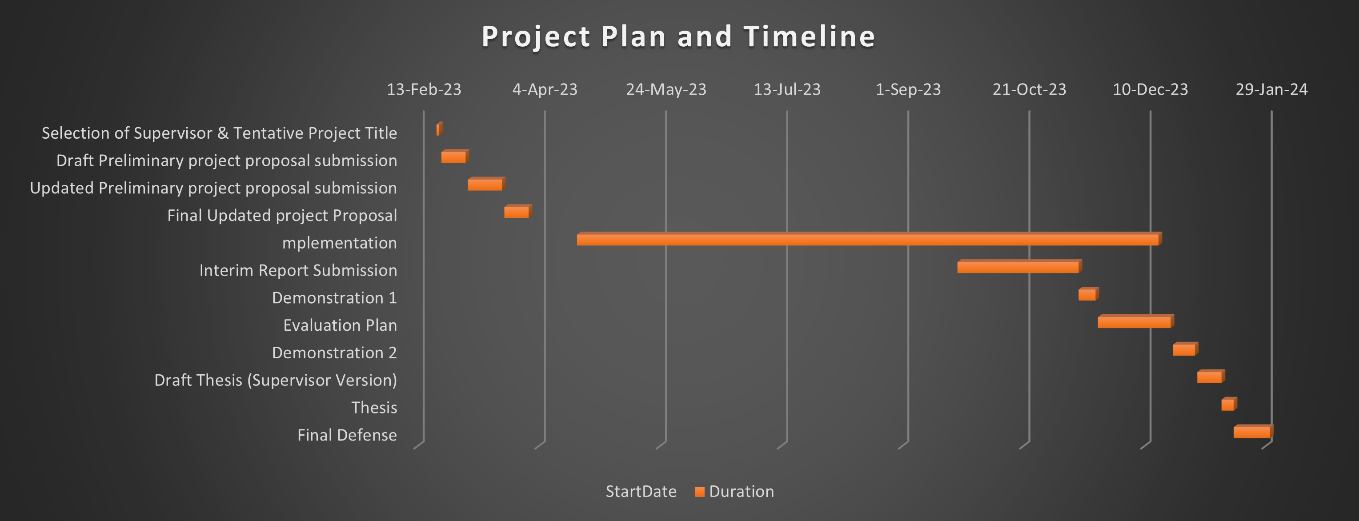 Project Plan and Timeline
13-Feb-23 4-Apr-23 24-May-23 13-Jul-23 1-Sep-23 21-Oct-23 10-Dec-23 29-Jan-24
Selection of Supervisor & Tentative Project Title
Draft Preliminary project proposal submission
Updated Preliminary project proposal submission
Final Updated project Proposal
mplementation
Interim Report Submission
Demonstration 1
Evaluation Plan
Demonstration 2
Draft Thesis (Supervisor Version)
Thesis
Final Defense
StartDate Duration